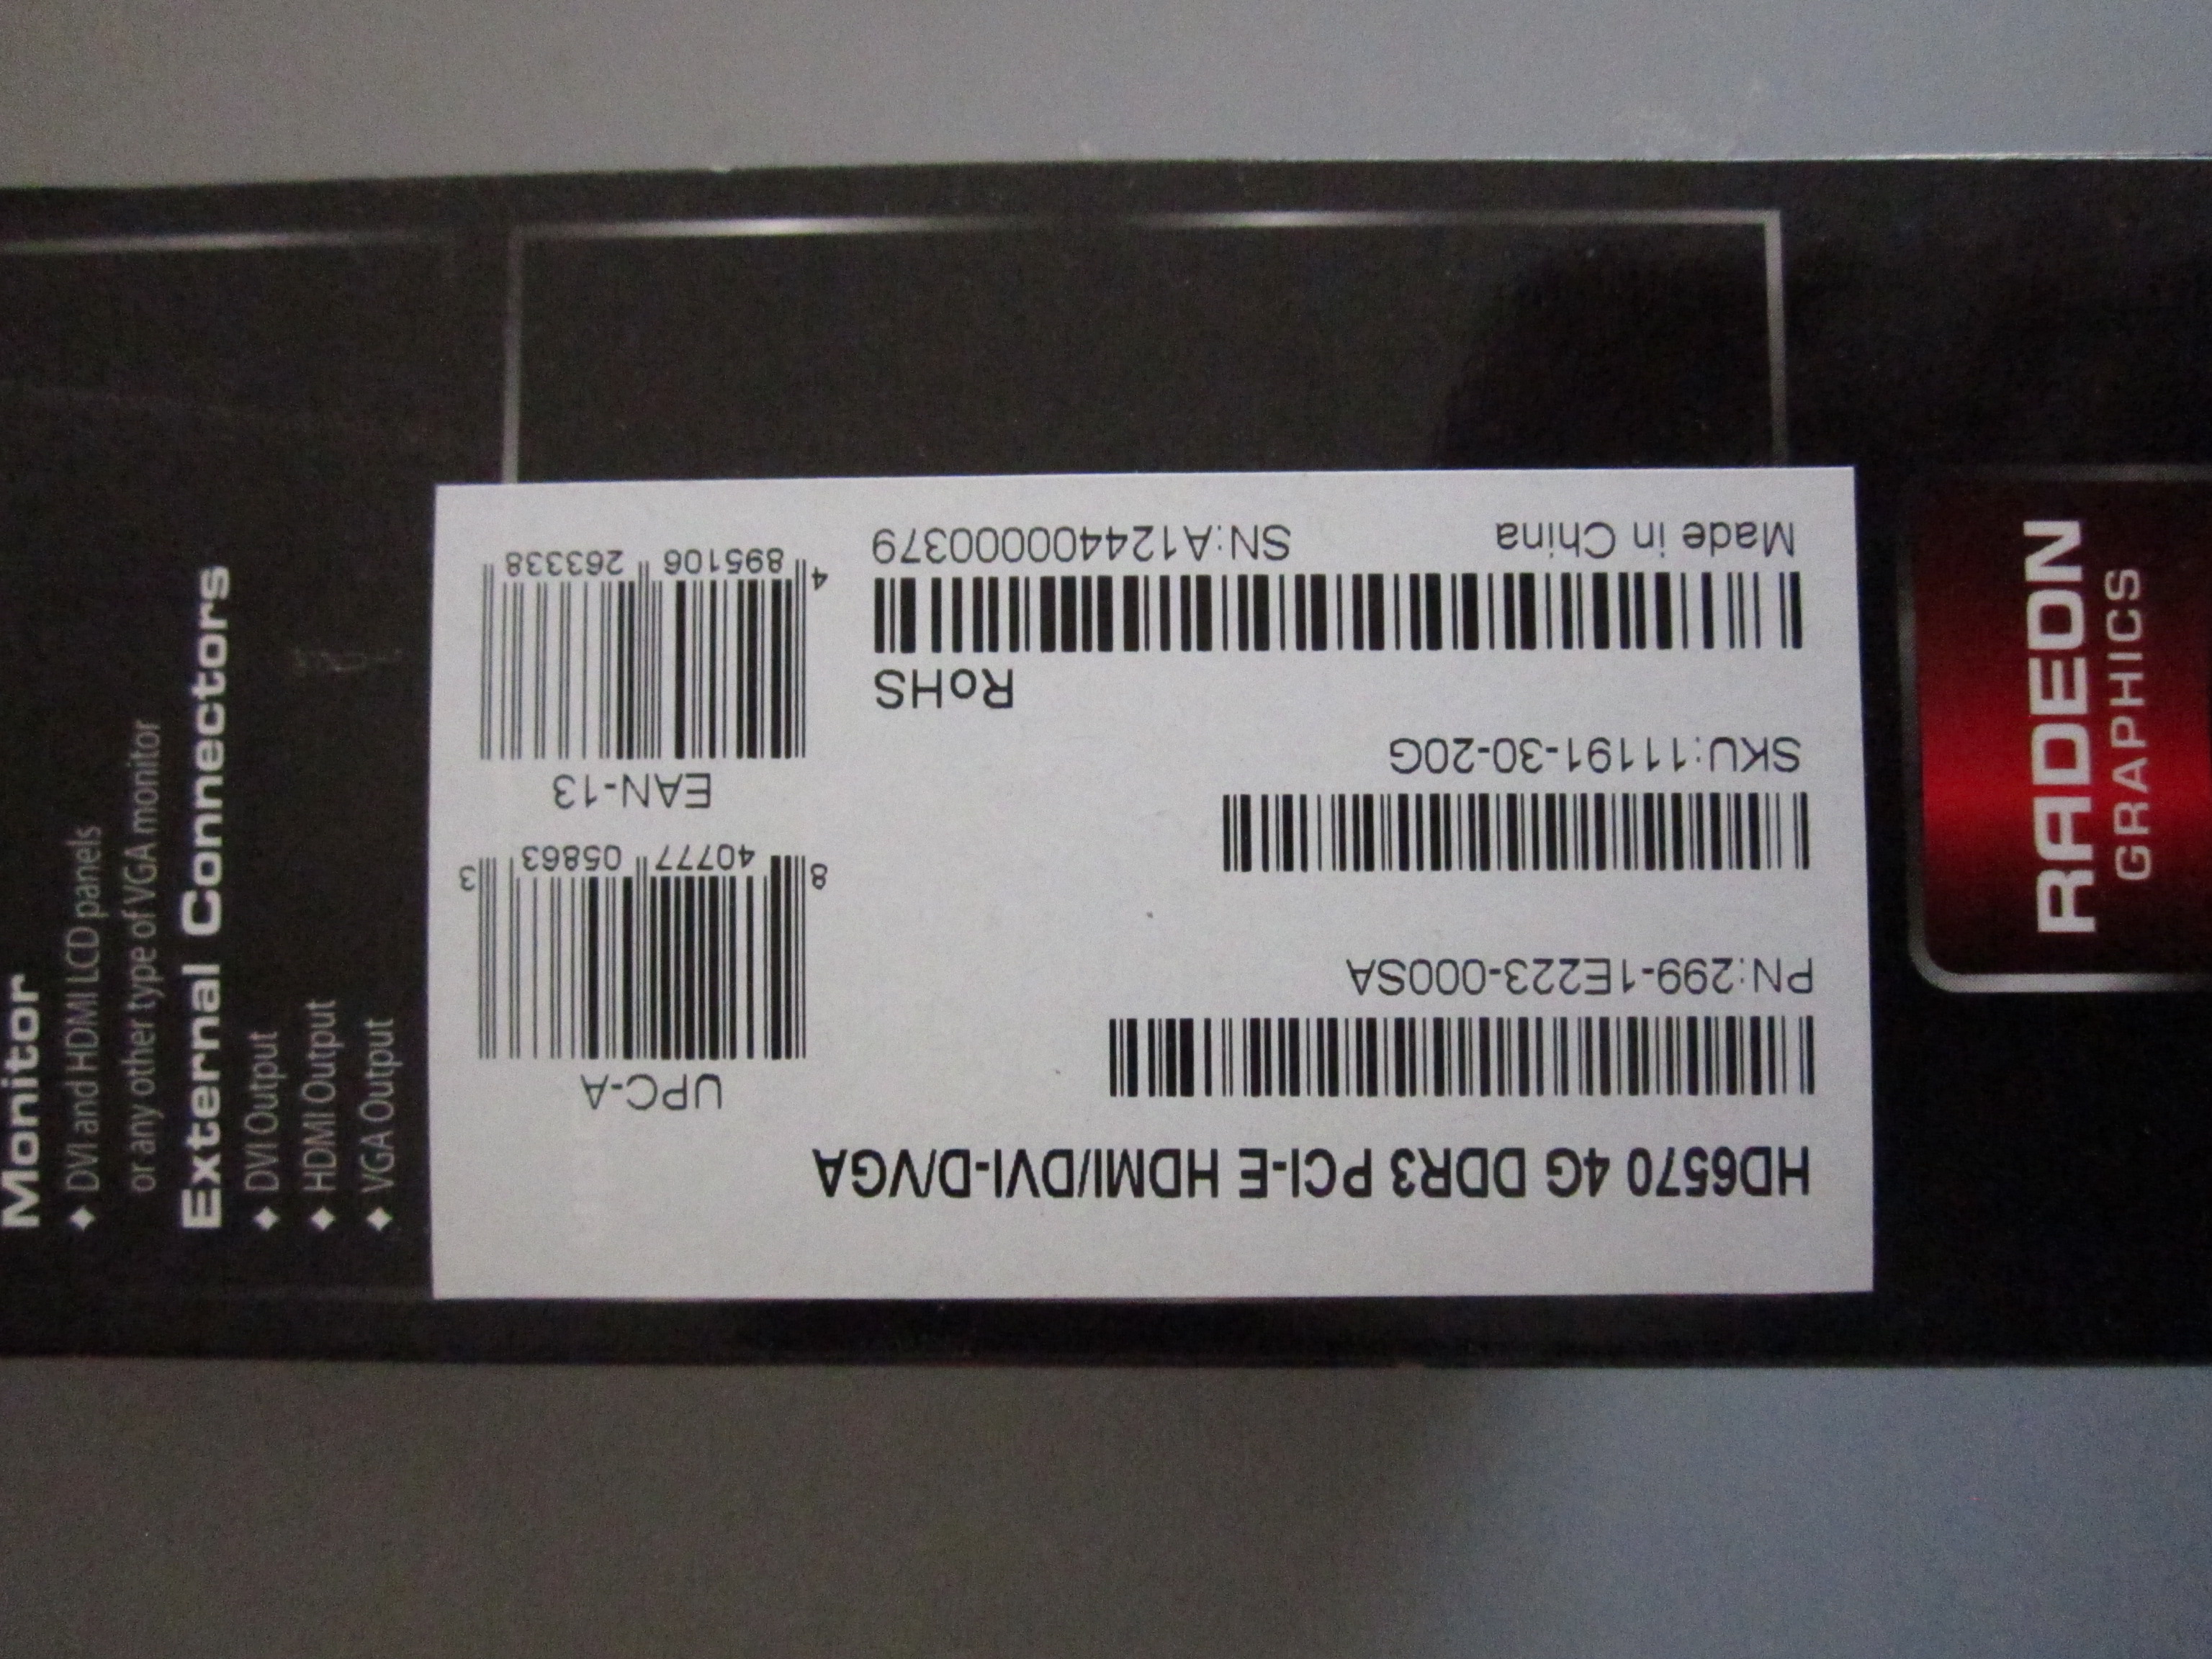 HD6570 4G DDR3 PCI-E HDMI/DVI-D/VGA
PN:299-1E223-000SA
SKU:11191-30-20G
RoHS
Made in China
SN:A124400000379
UPC-A
8 40777 05863 3
EAN-13
4 895106 263338
Monitor
DVI and HDMI LCD panels
or any other type of VGA monitor
External Connectors
DVI Output
HDMI Output
VGA Output
RADEON
GRAPHICS